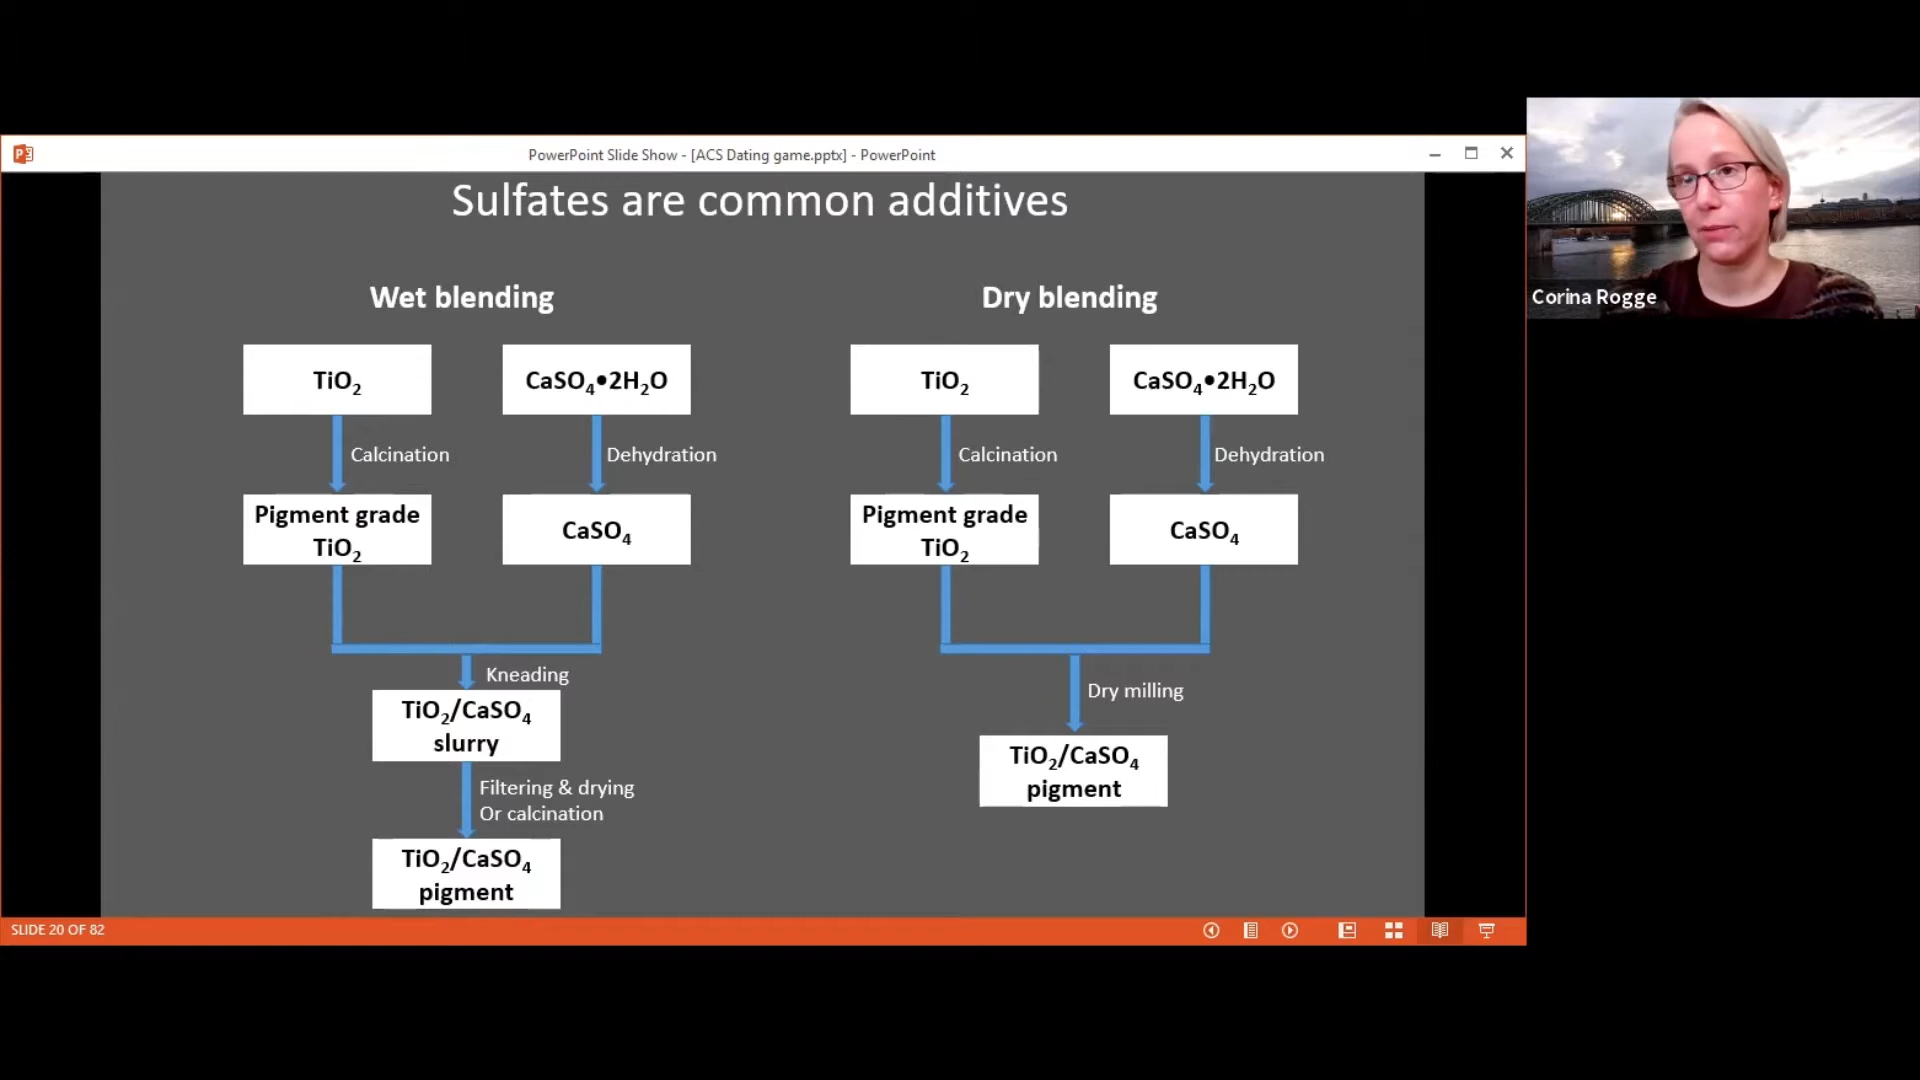 PowerPoint Slide Show - [ACS Dating game.pptx] - PowerPoint
Sulfates are common additives
Wet blending
TiO₂
CaSO₄•2H₂O
Calcination
Dehydration
Pigment grade
TiO₂
CaSO₄
Kneading
TiO₂/CaSO₄
slurry
Filtering & drying
Or calcination
TiO₂/CaSO₄
pigment
Dry blending
TiO₂
CaSO₄•2H₂O
Calcination
Dehydration
Pigment grade
TiO₂
CaSO₄
Dry milling
TiO₂/CaSO₄
pigment
SLIDE 20 OF 82
Corina Rogge